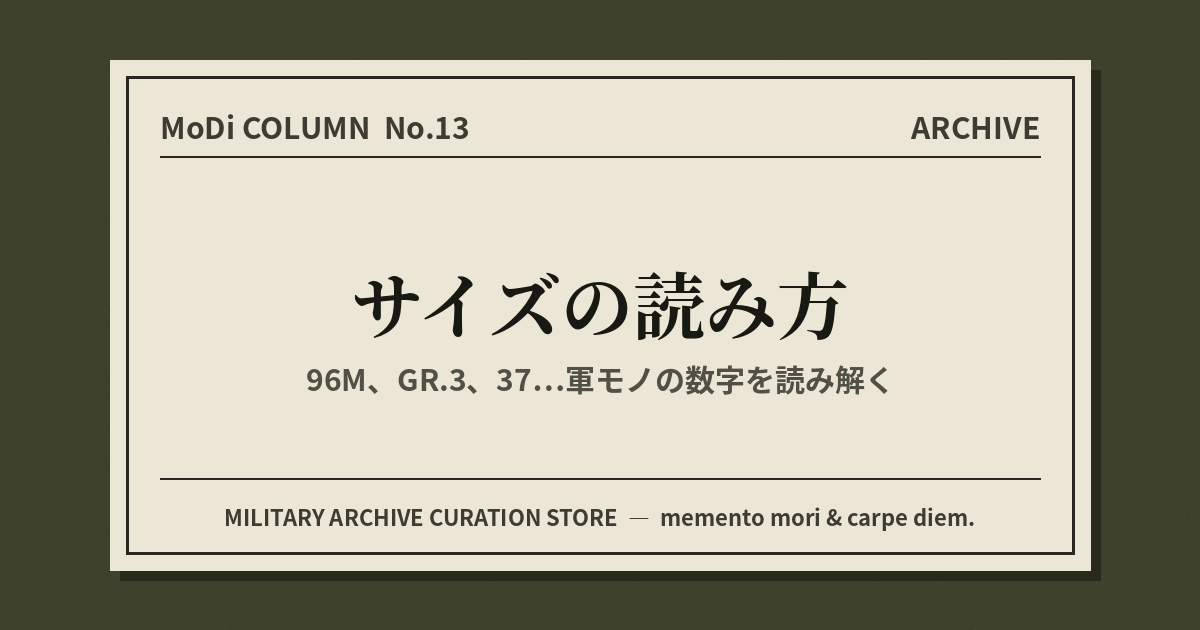 MoDi COLUMN No.13
ARCHIVE
サイズの読み方
96M、GR.3、37…軍モノの数字を読み解く
MILITARY ARCHIVE CURATION STORE — memento mori & carpe diem.